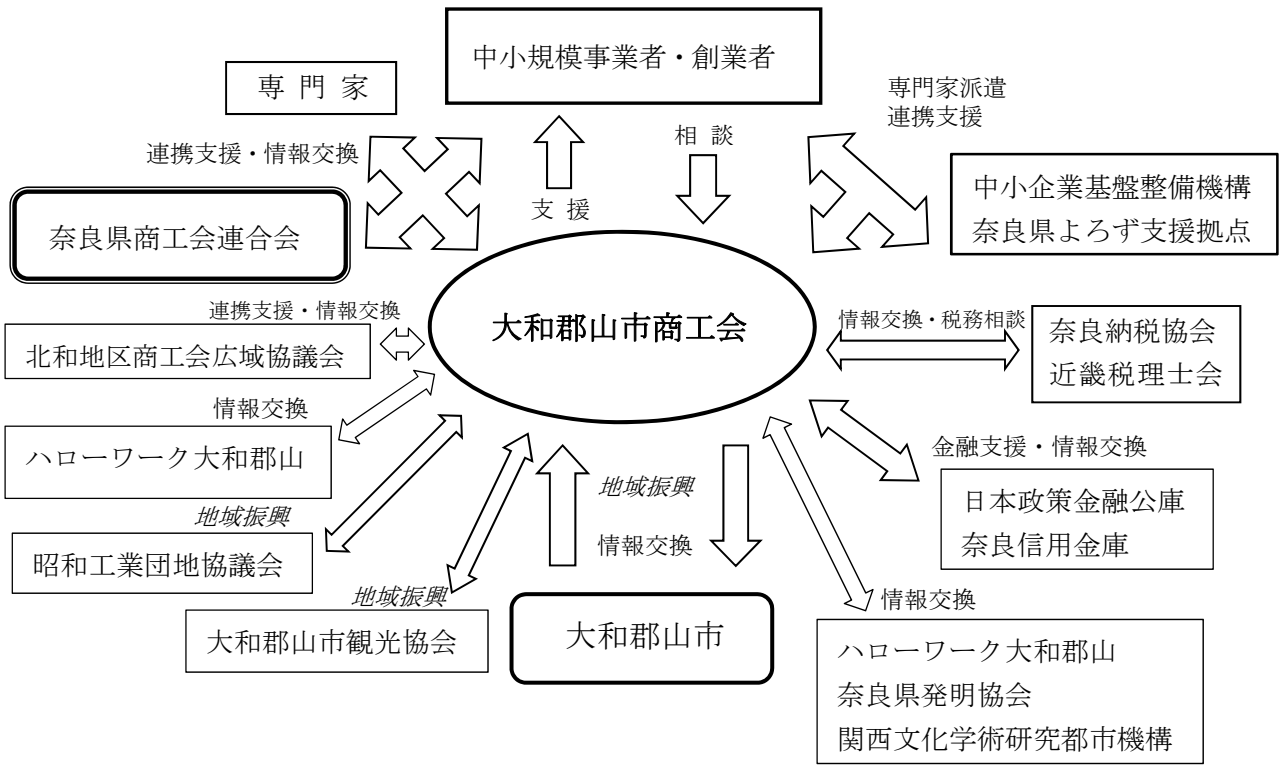 中小規模事業者・創業者
専 門 家
専門家派遣
連携支援
相 談
連携支援・情報交換
中小企業基盤整備機構
奈良県よろず支援拠点
支 援
奈良県商工会連合会
連携支援・情報交換
大和郡山市商工会
情報交換・税務相談
北和地区商工会広域協議会
奈良納税協会
近畿税理士会
情報交換
ハローワーク大和郡山
金融支援・情報交換
地域振興
日本政策金融公庫
奈良信用金庫
地域振興
情報交換
昭和工業団地協議会
地域振興
情報交換
大和郡山市観光協会
大和郡山市
ハローワーク大和郡山
奈良県発明協会
関西文化学術研究都市機構